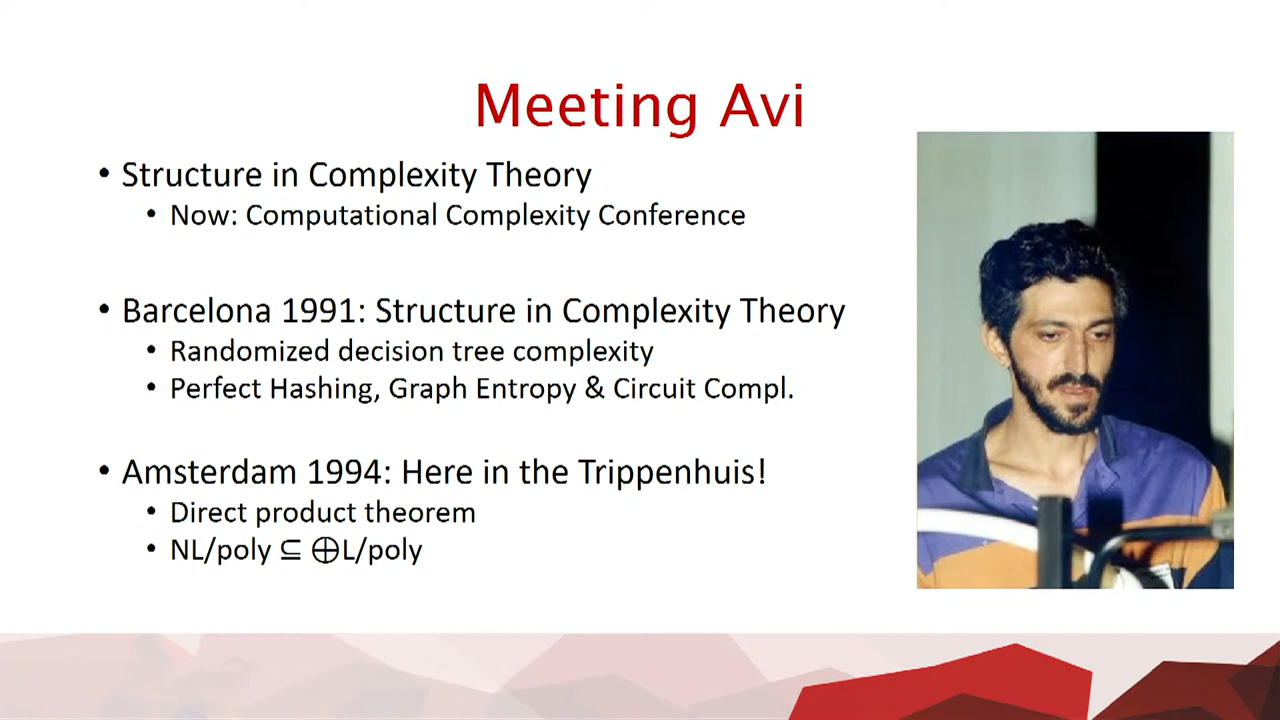 Meeting Avi
• Structure in Complexity Theory
• Now: Computational Complexity Conference
• Barcelona 1991: Structure in Complexity Theory
• Randomized decision tree complexity
• Perfect Hashing, Graph Entropy & Circuit Compl.
• Amsterdam 1994: Here in the Trippenhuis!
• Direct product theorem
• NL/poly ⊆ ⨁L/poly